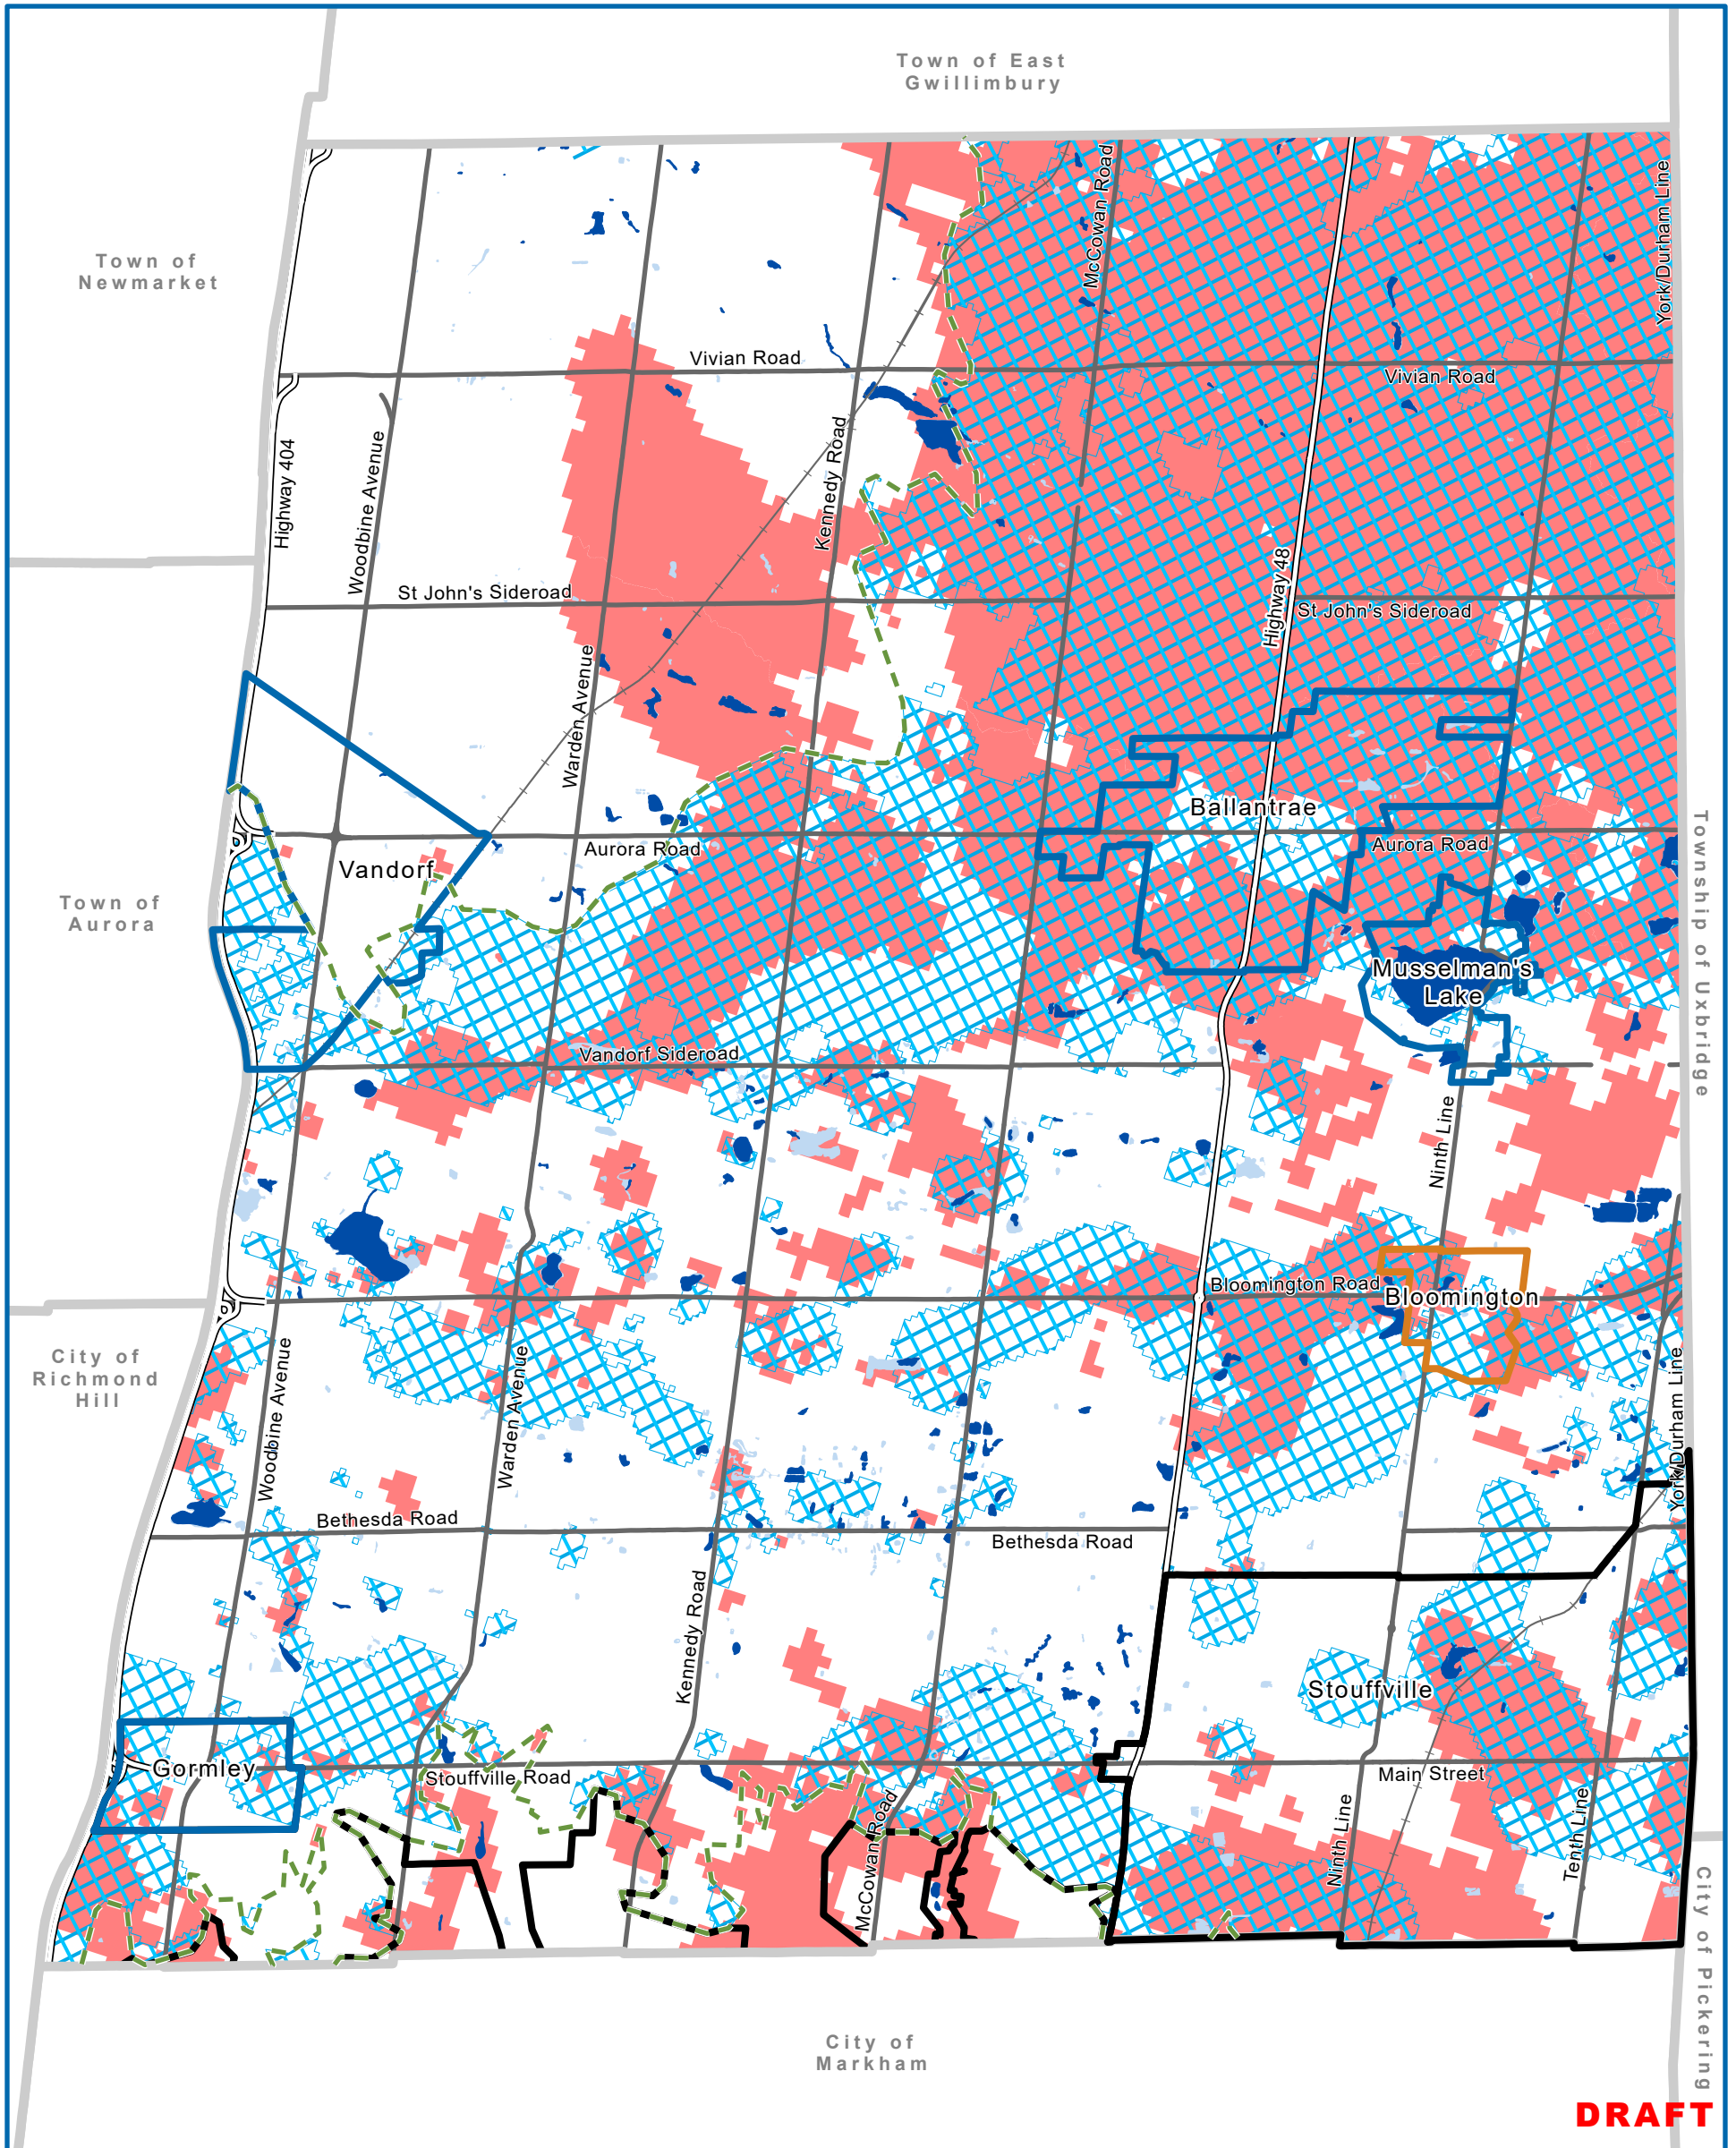 Town of East
Gwillimbury
McCowan Road
York/Durham Line
Town of
Newmarket
Vivian Road
Vivian Road
Highway 404
Woodbine Avenue
Kennedy Road
Highway 48
St John's Sideroad
St John's Sideroad
Warden Avenue
Ballantrae
Aurora Road
Aurora Road
Vandorf
Town of
Aurora
Township of Uxbridge
Musselman's
Lake
Vandorf Sideroad
Ninth Line
Bloomington Road
Bloomington
City of
Richmond
Hill
Woodbine Avenue
Warden Avenue
York/Durham Line
Bethesda Road
Bethesda Road
Kennedy Road
Stouffville
Gormley
Stouffville Road
Main Street
McCowan Road
Ninth Line
Tenth Line
City of Pickering
City of
Markham
DRAFT